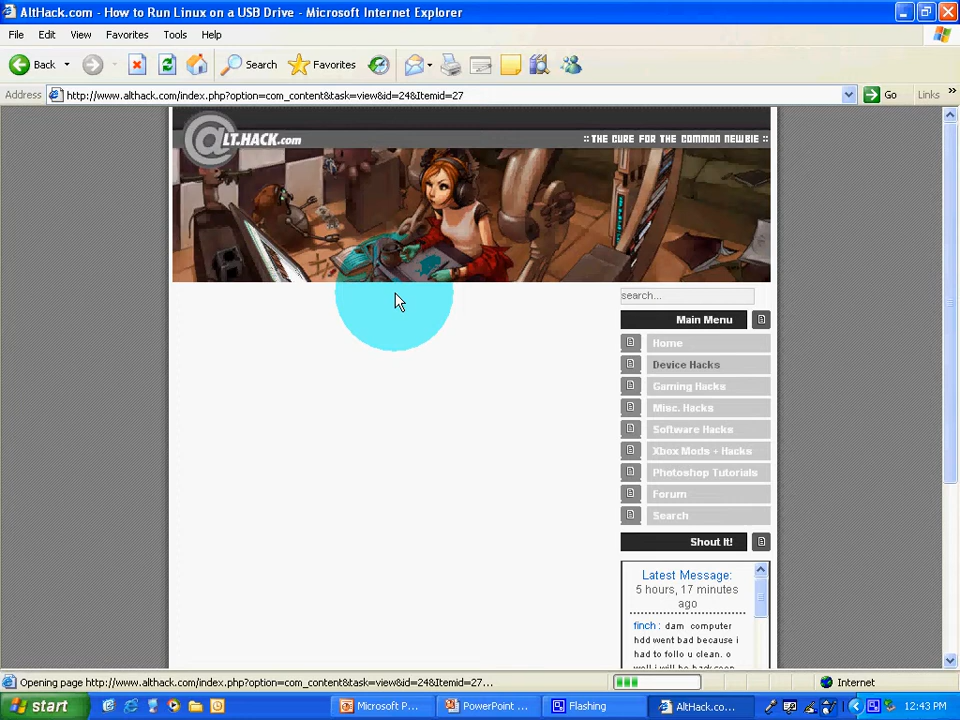 AltHack.com - How to Run Linux on a USB Drive - Microsoft Internet Explorer
File Edit View Favorites Tools Help
Back Search Favorites
Address http://www.althack.com/index.php?option=com_content&task=view&id=24&Itemid=27 Go Links »
@LT.HACK.com
:: THE CURE FOR THE COMMON NEWBIE ::
search...
Main Menu
Home
Device Hacks
Gaming Hacks
Misc. Hacks
Software Hacks
Xbox Mods + Hacks
Photoshop Tutorials
Forum
Search
Shout It!
Latest Message:
5 hours, 17 minutes
ago
finch : dam computer
hdd went bad because i
had to follo u clean. o
well i will be back soon
Opening page http://www.althack.com/index.php?option=com_content&task=view&id=24&Itemid=27... Internet
start Microsoft P... PowerPoint ... Flashing AltHack.co... 12:43 PM